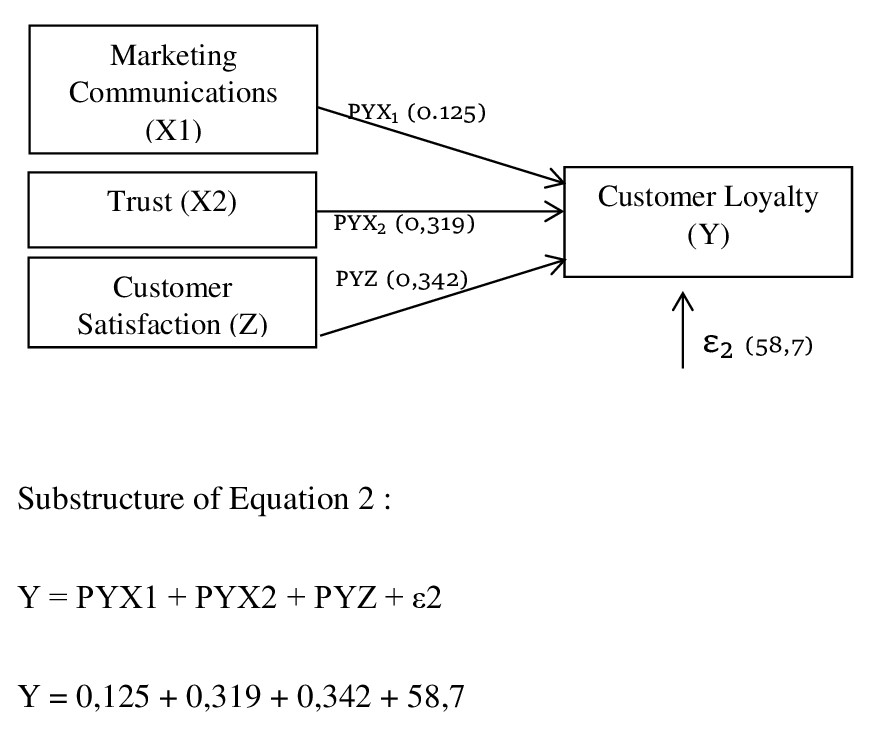 Marketing
Communications
(X1)
PYX₁ (0.125)
Trust (X2)
PYX₂ (0,319)
Customer Loyalty
(Y)
Customer
Satisfaction (Z)
PYZ (0,342)
ε₂ (58,7)
Substructure of Equation 2 :
Y = PYX1 + PYX2 + PYZ + ε2
Y = 0,125 + 0,319 + 0,342 + 58,7